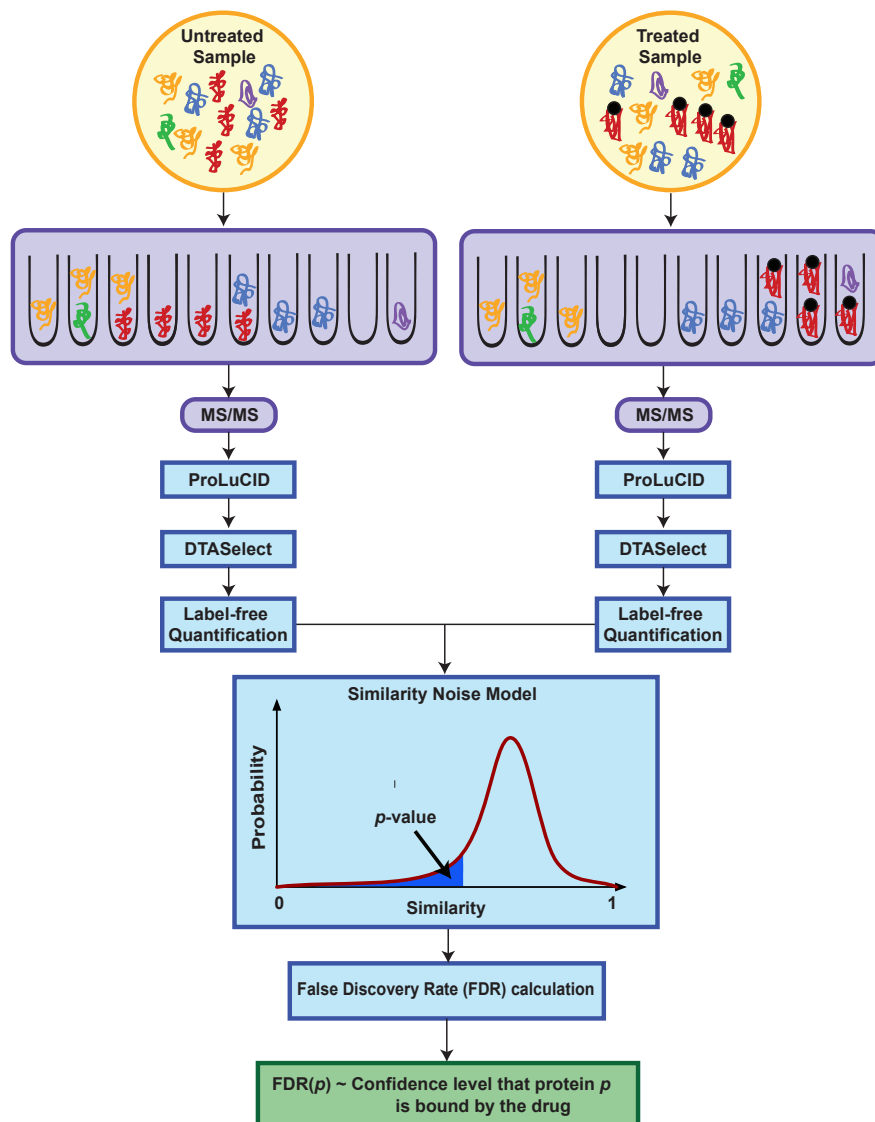 Untreated
Sample
Treated
Sample
MS/MS
MS/MS
ProLuCID
ProLuCID
DTASelect
DTASelect
Label-free
Quantification
Label-free
Quantification
Similarity Noise Model
Probability
p-value
0
1
Similarity
False Discovery Rate (FDR) calculation
FDR(p) ~ Confidence level that protein p
is bound by the drug